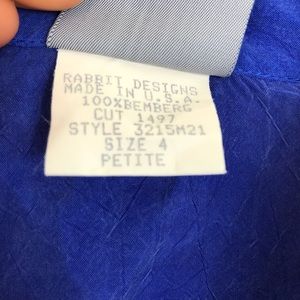 RABBIT DESIGNS
MADE IN U.S.A.
100%BEMBERG
CUT 1497
STYLE 3215M21
SIZE 4
PETITE